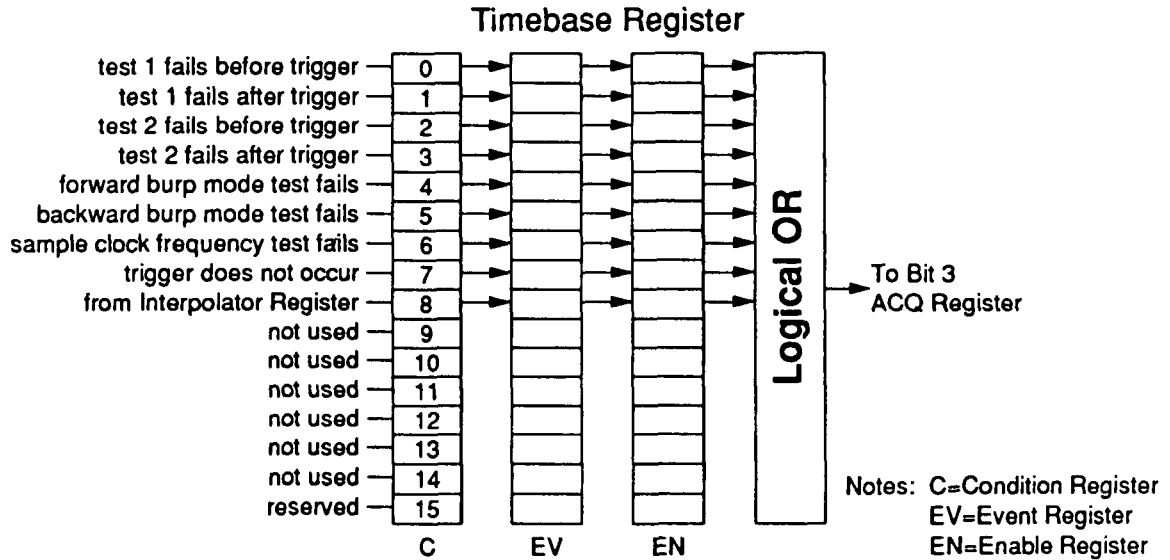 Timebase Register
test 1 fails before trigger 0
test 1 fails after trigger 1
test 2 fails before trigger 2
test 2 fails after trigger 3
forward burp mode test fails 4
backward burp mode test fails 5
sample clock frequency test fails 6
trigger does not occur 7
from Interpolator Register 8
not used 9
not used 10
not used 11
not used 12
not used 13
not used 14
reserved 15
C EV EN
Logical OR
To Bit 3
ACQ Register
Notes: C=Condition Register
EV=Event Register
EN=Enable Register